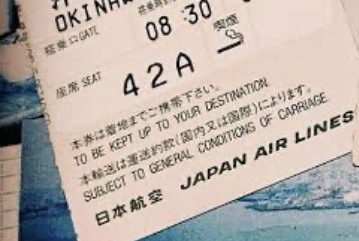 OKINAW
搭乗口 GATE
08 30
喫煙
座席 SEAT
42A
本券は着地までご携帯下さい。
TO BE KEPT UP TO YOUR DESTINATION.
本輸送は運送約款(国内又は国際)によります。
SUBJECT TO GENERAL CONDITIONS OF CARRIAGE.
日本航空 JAPAN AIR LINES